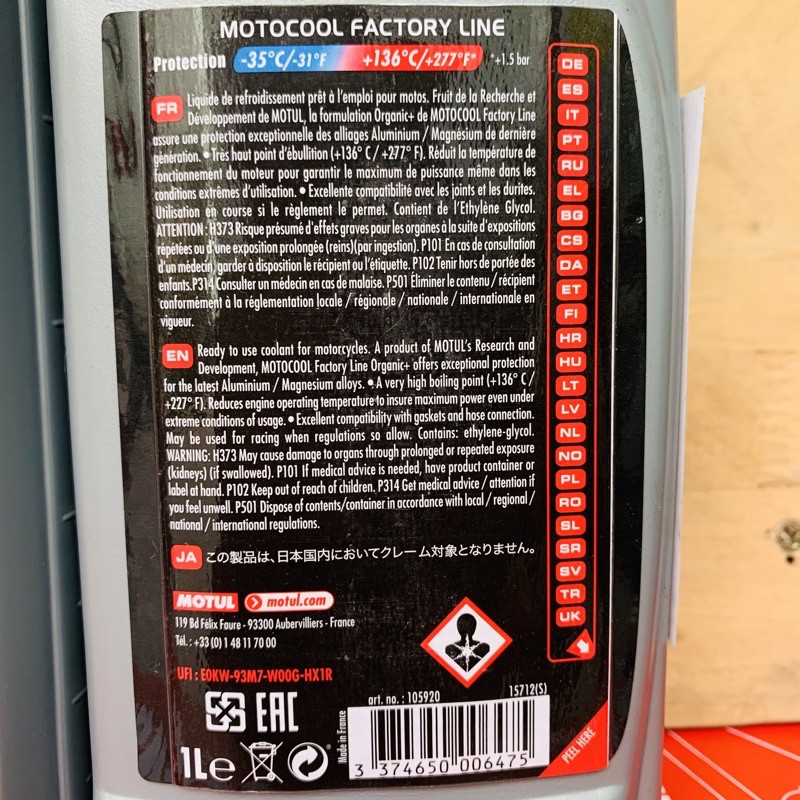 MOTOCOOL FACTORY LINE
Protection -35°C/-31°F +136°C/+277°F* *+1.5 bar
FR Liquide de refroidissement prêt à l'emploi pour motos. Fruit de la Recherche et
Développement de MOTUL, la formulation Organic+ de MOTOCOOL Factory Line
assure une protection exceptionnelle des alliages Aluminium / Magnésium de dernière
génération. • Très haut point d'ébullition (+136° C / +277° F). Réduit la température de
fonctionnement du moteur pour garantir le maximum de puissance même dans les
conditions extrêmes d'utilisation. • Excellente compatibilité avec les joints et les durites.
Utilisation en course si le règlement le permet. Contient de l'Ethylène Glycol.
ATTENTION : H373 Risque présumé d'effets graves pour les organes à la suite d'expositions
répétées ou d'une exposition prolongée (reins)(par ingestion). P101 En cas de consultation
d'un médecin, garder à disposition le récipient ou l'étiquette. P102 Tenir hors de portée des
enfants. P314 Consulter un médecin en cas de malaise. P501 Éliminer le contenu / récipient
conformément à la réglementation locale / régionale / nationale / internationale en
vigueur.
EN Ready to use coolant for motorcycles. A product of MOTUL's Research and
Development, MOTOCOOL Factory Line Organic+ offers exceptional protection
for the latest Aluminium / Magnesium alloys. • A very high boiling point (+136° C /
+227° F). Reduces engine operating temperature to insure maximum power even under
extreme conditions of usage. • Excellent compatibility with gaskets and hose connection.
May be used for racing when regulations so allow. Contains: ethylene-glycol.
WARNING: H373 May cause damage to organs through prolonged or repeated exposure
(kidneys) (if swallowed). P101 If medical advice is needed, have product container or
label at hand. P102 Keep out of reach of children. P314 Get medical advice / attention if
you feel unwell. P501 Dispose of contents/container in accordance with local / regional /
national / international regulations.
JA この製品は、日本国内においてクレーム対象となりません。
MOTUL motul.com
119 Bd Félix Faure - 93300 Aubervilliers - France
Tél. : +33 (0) 1 48 11 70 00
UFI : E0KW-93M7-W00G-HX1R
EAC
1L e
art. no. : 105920
15712(S)
Made in France
3 374650 006475
PEEL HERE
DE
ES
IT
PT
RU
EL
BG
CS
DA
ET
FI
HR
HU
LT
LV
NL
NO
PL
RO
SL
SR
SV
TR
UK